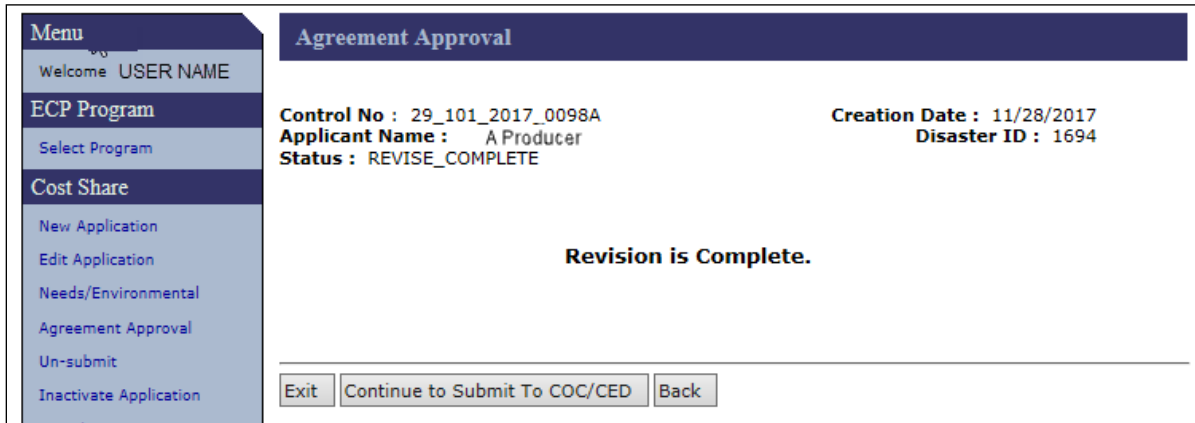 Menu
Welcome USER NAME
ECP Program
Select Program
Cost Share
New Application
Edit Application
Needs/Environmental
Agreement Approval
Un-submit
Inactivate Application
Agreement Approval
Control No : 29_101_2017_0098A
Creation Date : 11/28/2017
Applicant Name : A Producer
Disaster ID : 1694
Status : REVISE_COMPLETE
Revision is Complete.
Exit
Continue to Submit To COC/CED
Back